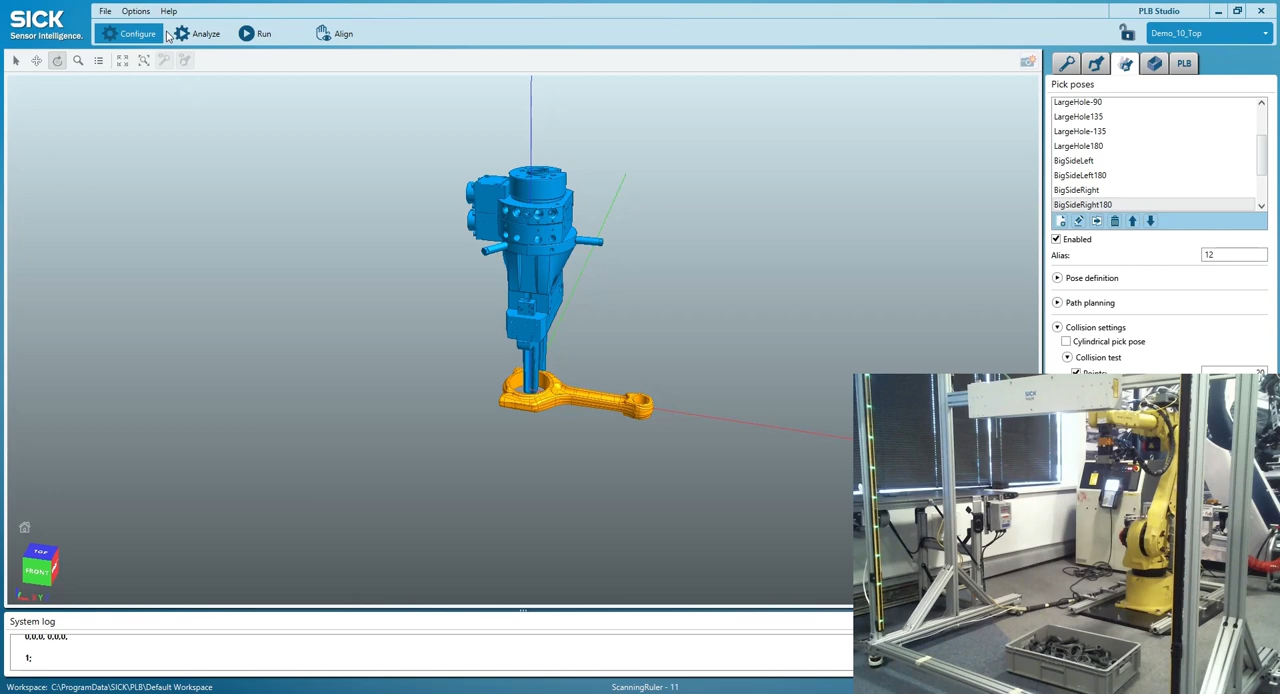 SICK
Sensor Intelligence.
File Options Help
PLB Studio
Configure Analyze Run Align
Demo_10_Top
PLB
Pick poses
LargeHole-90
LargeHole135
LargeHole-135
LargeHole180
BigSideLeft
BigSideLeft180
BigSideRight
BigSideRight180
Enabled
Alias: 12
Pose definition
Path planning
Collision settings
Cylindrical pick pose
Collision test
SICK
TOP
FRONT
System log
0,0,0, 0,0,0,
1;
Workspace: C:\ProgramData\SICK\PLB\Default Workspace
ScanningRuler - 11